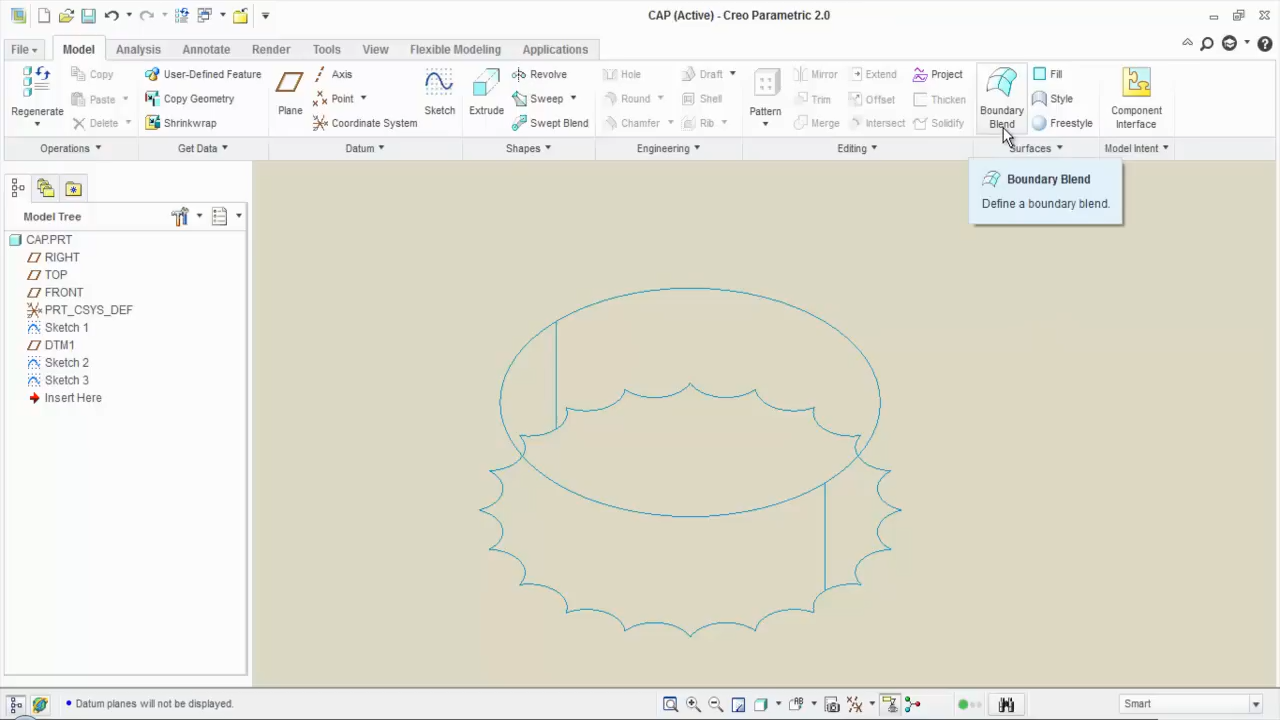 CAP (Active) - Creo Parametric 2.0
File Model Analysis Annotate Render Tools View Flexible Modeling Applications
Regenerate
Copy
Paste
Delete
Operations
User-Defined Feature
Copy Geometry
Shrinkwrap
Get Data
Plane
Axis
Point
Coordinate System
Datum
Sketch
Extrude
Revolve
Sweep
Swept Blend
Shapes
Hole
Round
Chamfer
Draft
Shell
Rib
Engineering
Pattern
Mirror
Trim
Merge
Extend
Offset
Intersect
Project
Thicken
Solidify
Editing
Boundary
Blend
Fill
Style
Freestyle
Surfaces
Component
Interface
Model Intent
Boundary Blend
Define a boundary blend.
Model Tree
CAP.PRT
RIGHT
TOP
FRONT
PRT_CSYS_DEF
Sketch 1
DTM1
Sketch 2
Sketch 3
Insert Here
Datum planes will not be displayed.
Smart